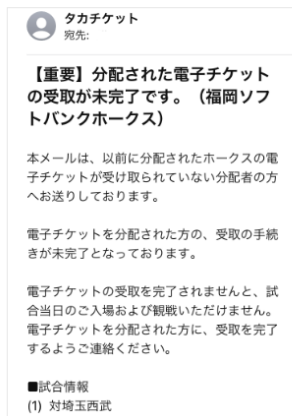 タカチケット
宛先:
【重要】分配された電子チケット
の受取が未完了です。（福岡ソフ
トバンクホークス）
本メールは、以前に分配されたホークスの電
子チケットが受け取られていない分配者の方
へお送りしております。
電子チケットを分配された方の、受取の手続
きが未完了となっております。
電子チケットの受取を完了されませんと、試
合当日のご入場および観戦いただけません。
電子チケットを分配された方に、受取を完了
するようご連絡ください。
■試合情報
(1) 対埼玉西武